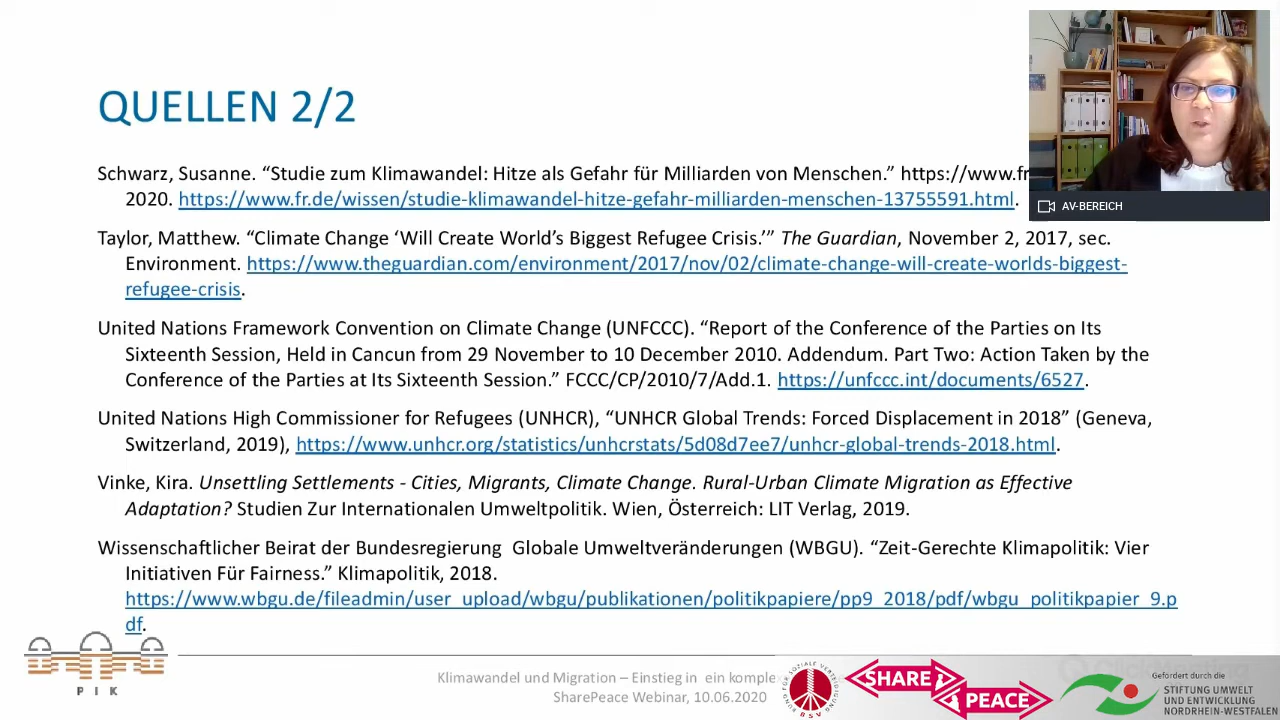 QUELLEN 2/2
Schwarz, Susanne. “Studie zum Klimawandel: Hitze als Gefahr für Milliarden von Menschen.” https://www.fr
2020. https://www.fr.de/wissen/studie-klimawandel-hitze-gefahr-milliarden-menschen-13755591.html.
AV-BEREICH
Taylor, Matthew. “Climate Change ‘Will Create World’s Biggest Refugee Crisis.’” The Guardian, November 2, 2017, sec.
Environment. https://www.theguardian.com/environment/2017/nov/02/climate-change-will-create-worlds-biggest-
refugee-crisis.
United Nations Framework Convention on Climate Change (UNFCCC). “Report of the Conference of the Parties on Its
Sixteenth Session, Held in Cancun from 29 November to 10 December 2010. Addendum. Part Two: Action Taken by the
Conference of the Parties at Its Sixteenth Session.” FCCC/CP/2010/7/Add.1. https://unfccc.int/documents/6527.
United Nations High Commissioner for Refugees (UNHCR), “UNHCR Global Trends: Forced Displacement in 2018” (Geneva,
Switzerland, 2019), https://www.unhcr.org/statistics/unhcrstats/5d08d7ee7/unhcr-global-trends-2018.html.
Vinke, Kira. Unsettling Settlements - Cities, Migrants, Climate Change. Rural-Urban Climate Migration as Effective
Adaptation? Studien Zur Internationalen Umweltpolitik. Wien, Österreich: LIT Verlag, 2019.
Wissenschaftlicher Beirat der Bundesregierung Globale Umweltveränderungen (WBGU). “Zeit-Gerechte Klimapolitik: Vier
Initiativen Für Fairness.” Klimapolitik, 2018.
https://www.wbgu.de/fileadmin/user_upload/wbgu/publikationen/politikpapiere/pp9_2018/pdf/wbgu_politikpapier_9.p
df.
PIK
Klimawandel und Migration – Einstieg in ein komplex
SharePeace Webinar, 10.06.2020
BUND FÜR SOZIALE VERTEIDIGUNG
BSV
SHARE
PEACE
ClickMeeting
Gefördert durch die
STIFTUNG UMWELT
UND ENTWICKLUNG
NORDRHEIN-WESTFALEN